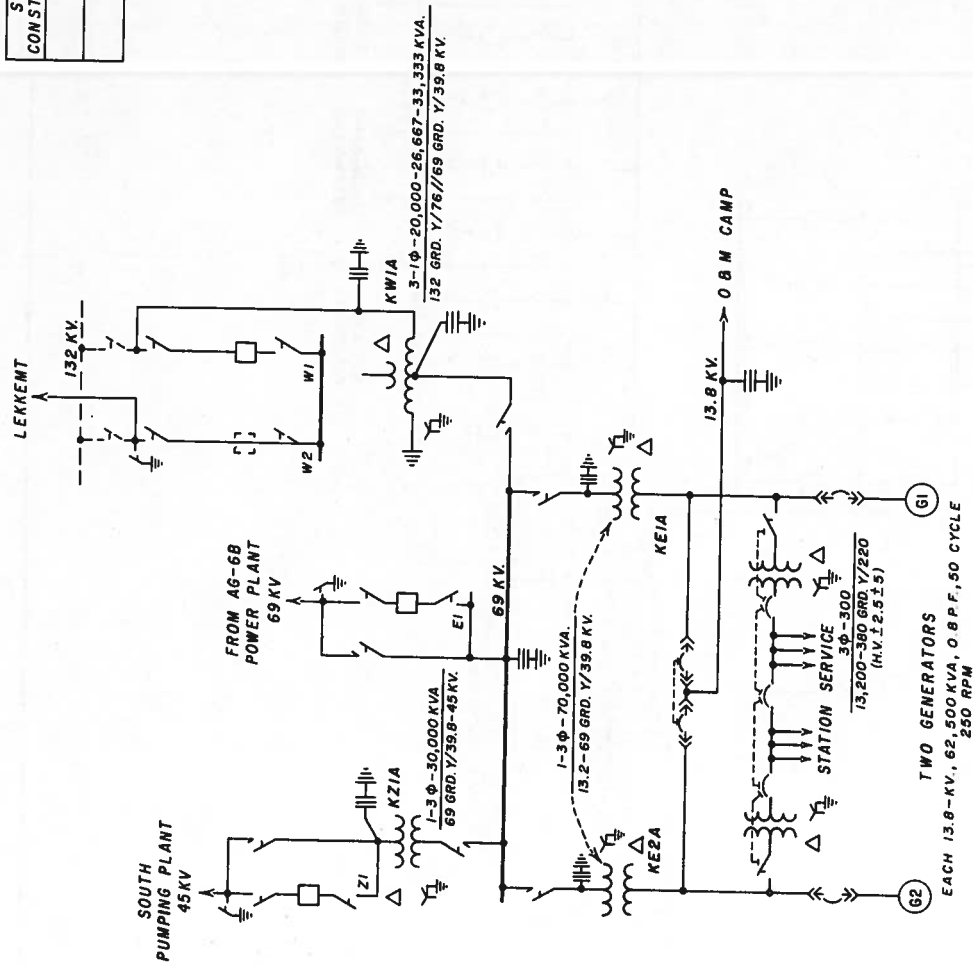 S
CONST
LEKKEMT
132 KV.
W2
W1
KW1A
3-1φ-20,000-26,667-33,333 KVA.
132 GRD. Y/76//69 GRD. Y/39.8 KV.
FROM AG-6B
POWER PLANT
69 KV
E1
69 KV.
SOUTH
PUMPING PLANT
45KV
Z1
KZ1A
1-3φ-30,000 KVA
69 GRD. Y/39.8-45KV.
1-3φ-70,000 KVA.
13.2-69 GRD. Y/39.8 KV.
KE2A
KE1A
13.8 KV.
O & M CAMP
STATION SERVICE
3φ-300
13,200-380 GRD. Y/220
(H.V. ± 2.5 ± 5)
G2
G1
TWO GENERATORS
EACH 13.8-KV., 62,500 KVA, 0.8 P.F., 50 CYCLE
250 RPM